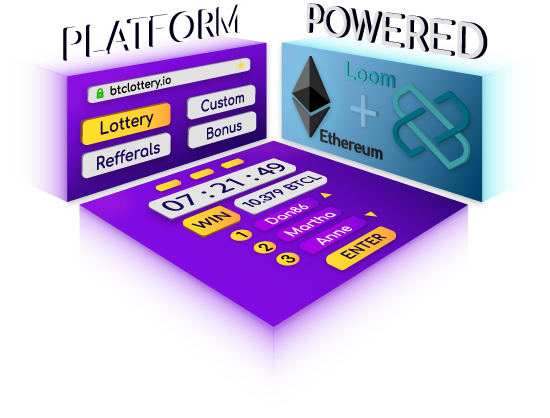 PLATFORM
POWERED
btclottery.io
Lottery
Custom
Refferals
Bonus
Loom
+
Ethereum
07 : 21 : 49
WIN
10.379 BTCL
1 Dan86
2 Martha
3 Anne
ENTER